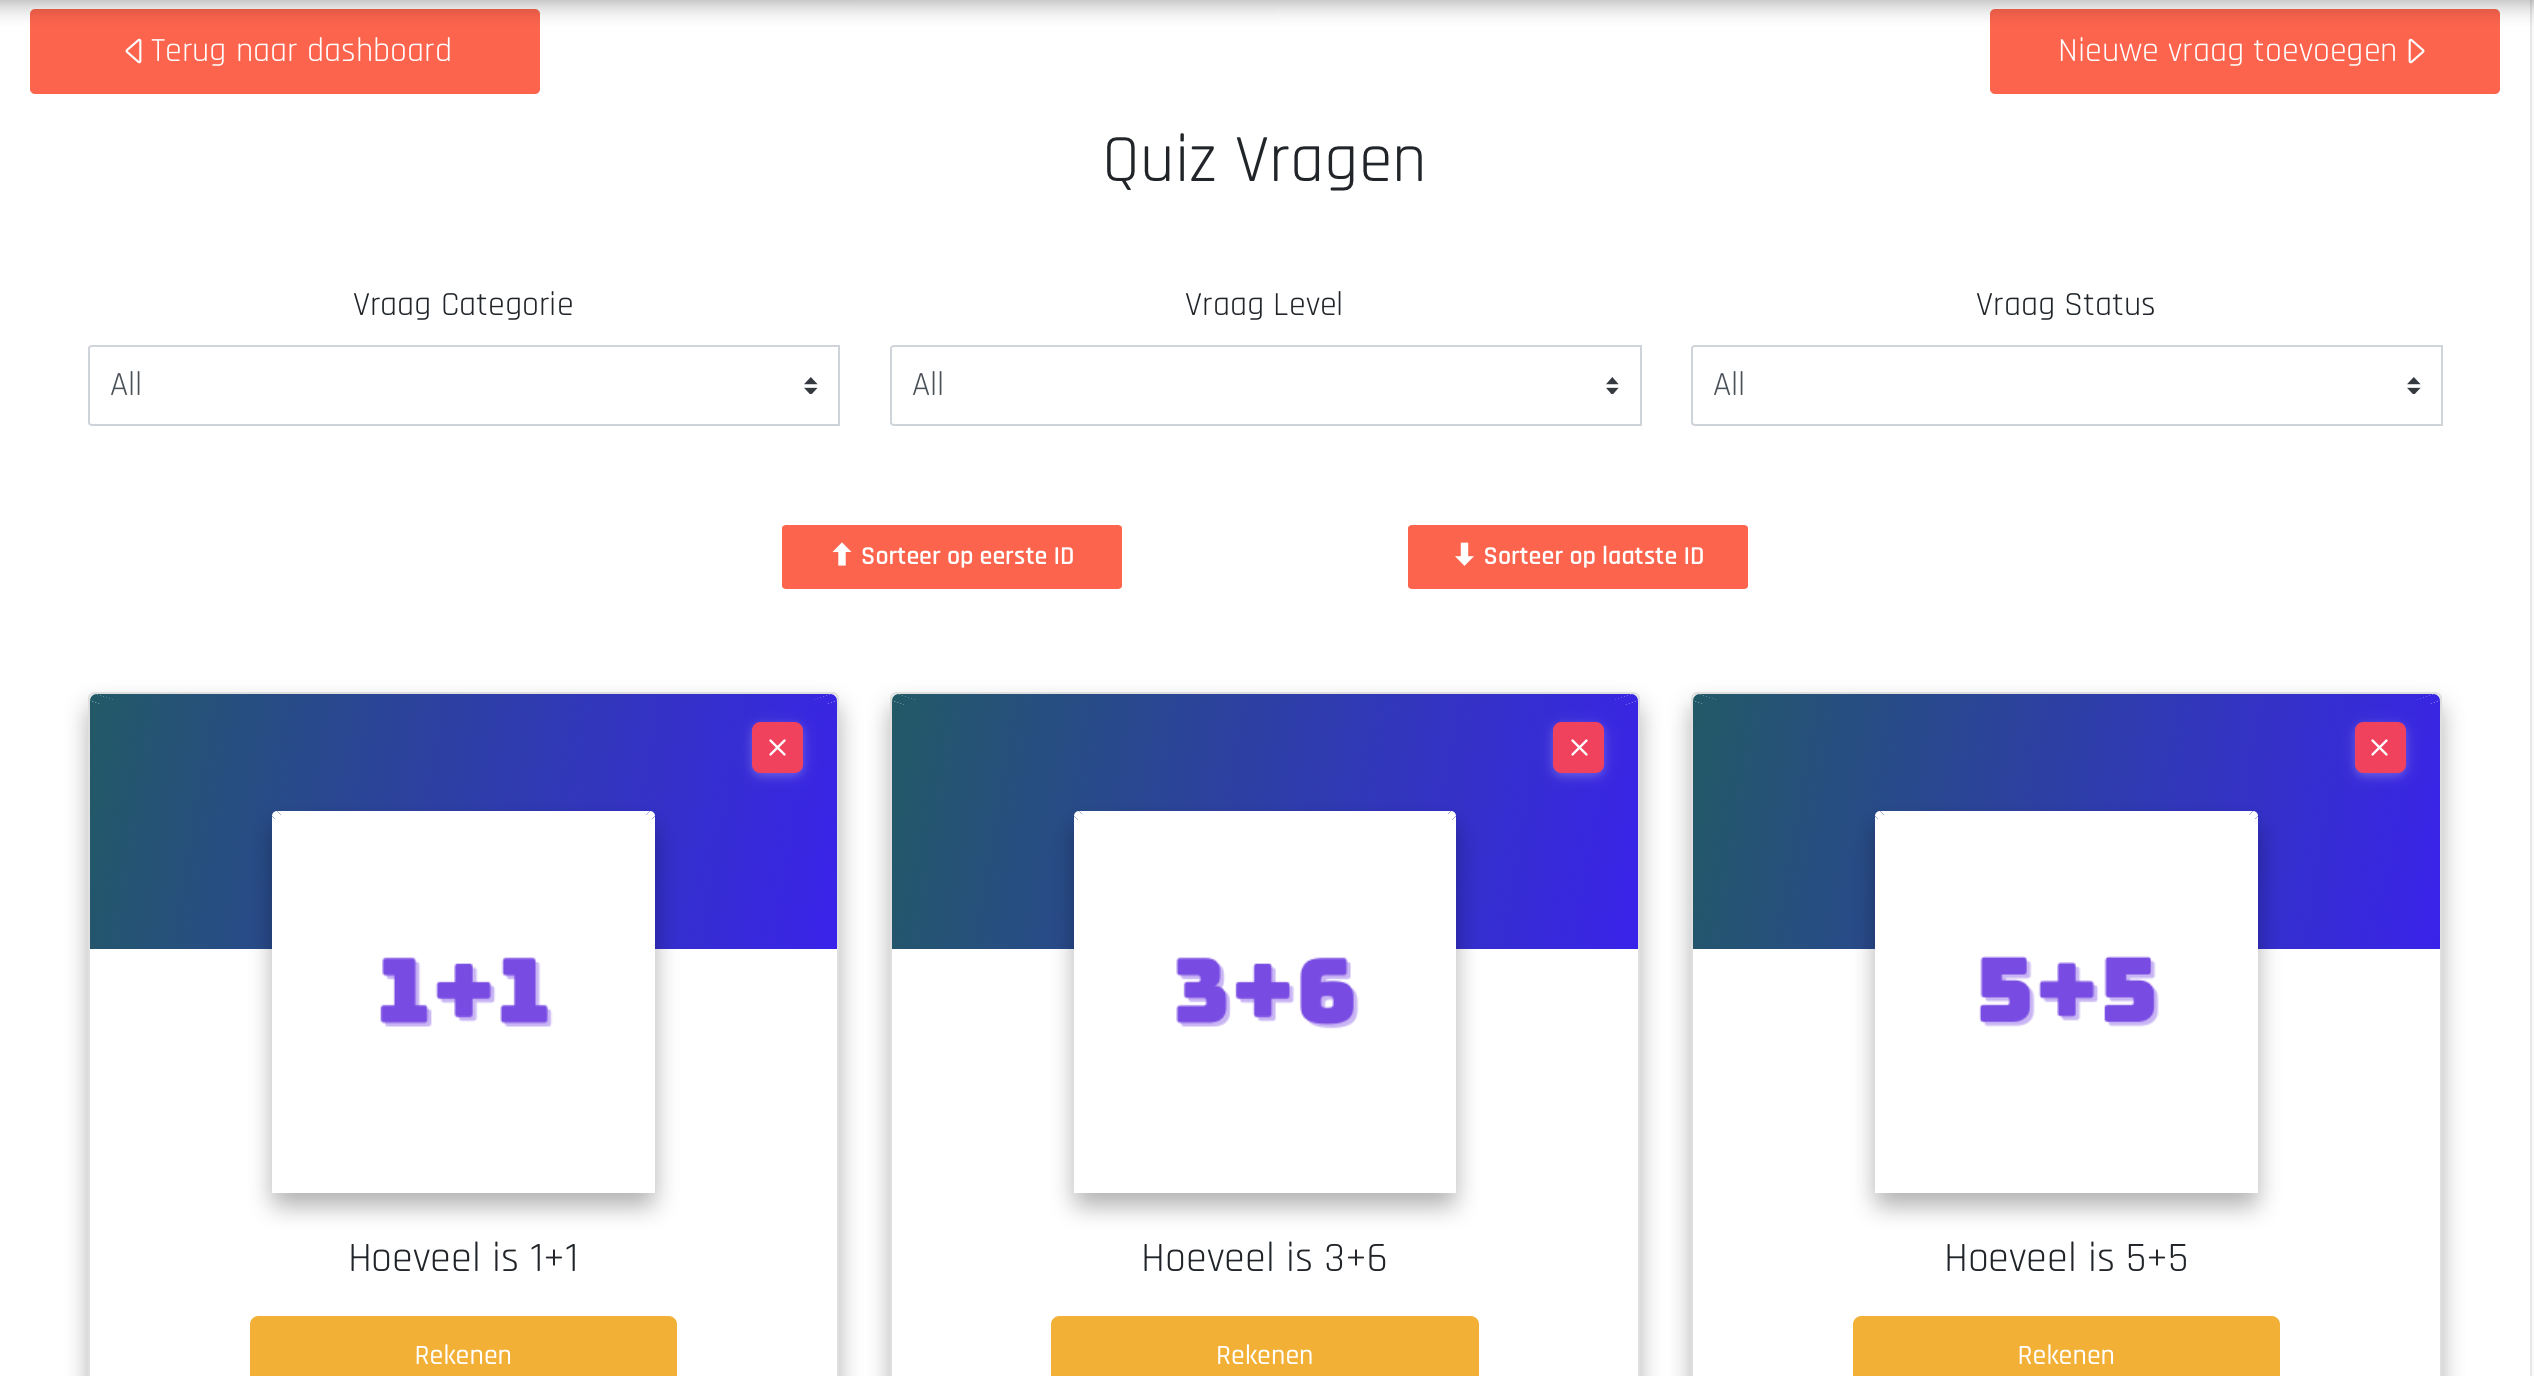 Terug naar dashboard
Nieuwe vraag toevoegen
Quiz Vragen
Vraag Categorie
Vraag Level
Vraag Status
All
All
All
Sorteer op eerste ID
Sorteer op laatste ID
1+1
3+6
5+5
Hoeveel is 1+1
Hoeveel is 3+6
Hoeveel is 5+5
Rekenen
Rekenen
Rekenen